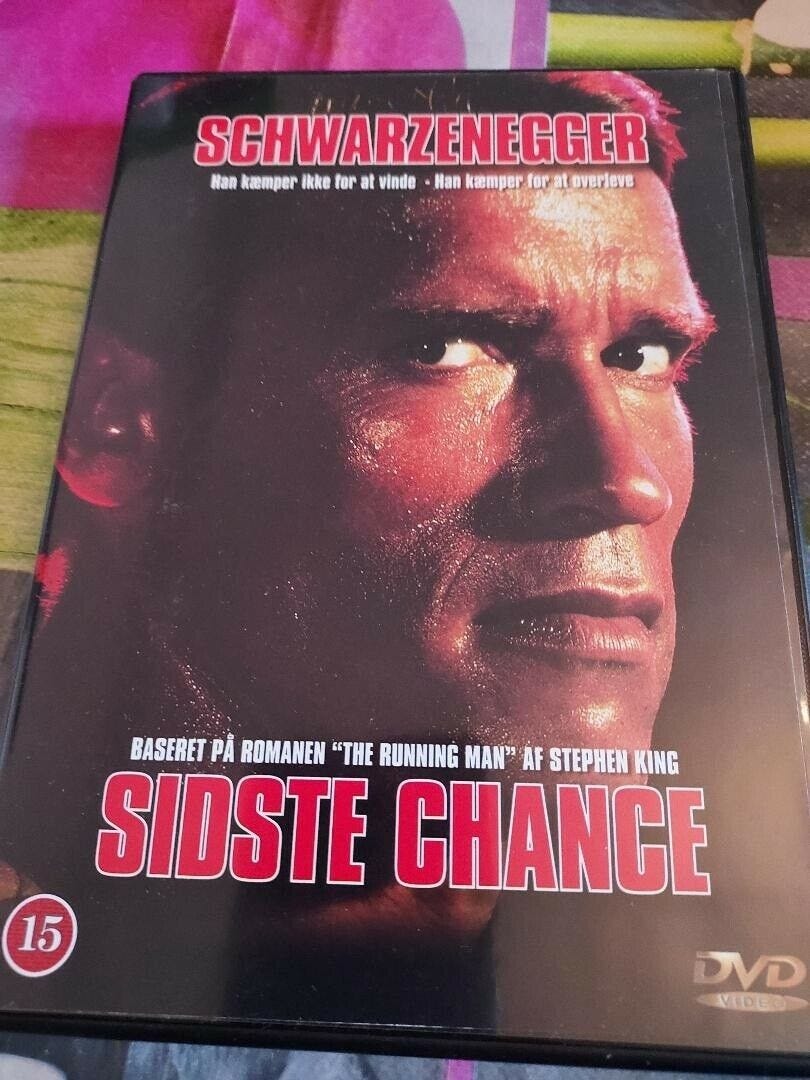 SCHWARZENEGGER
Han kæmper ikke for at vinde - Han kæmper for at overleve
BASERET PÅ ROMANEN "THE RUNNING MAN" AF STEPHEN KING
SIDSTE CHANCE
15
DVD
VIDEO